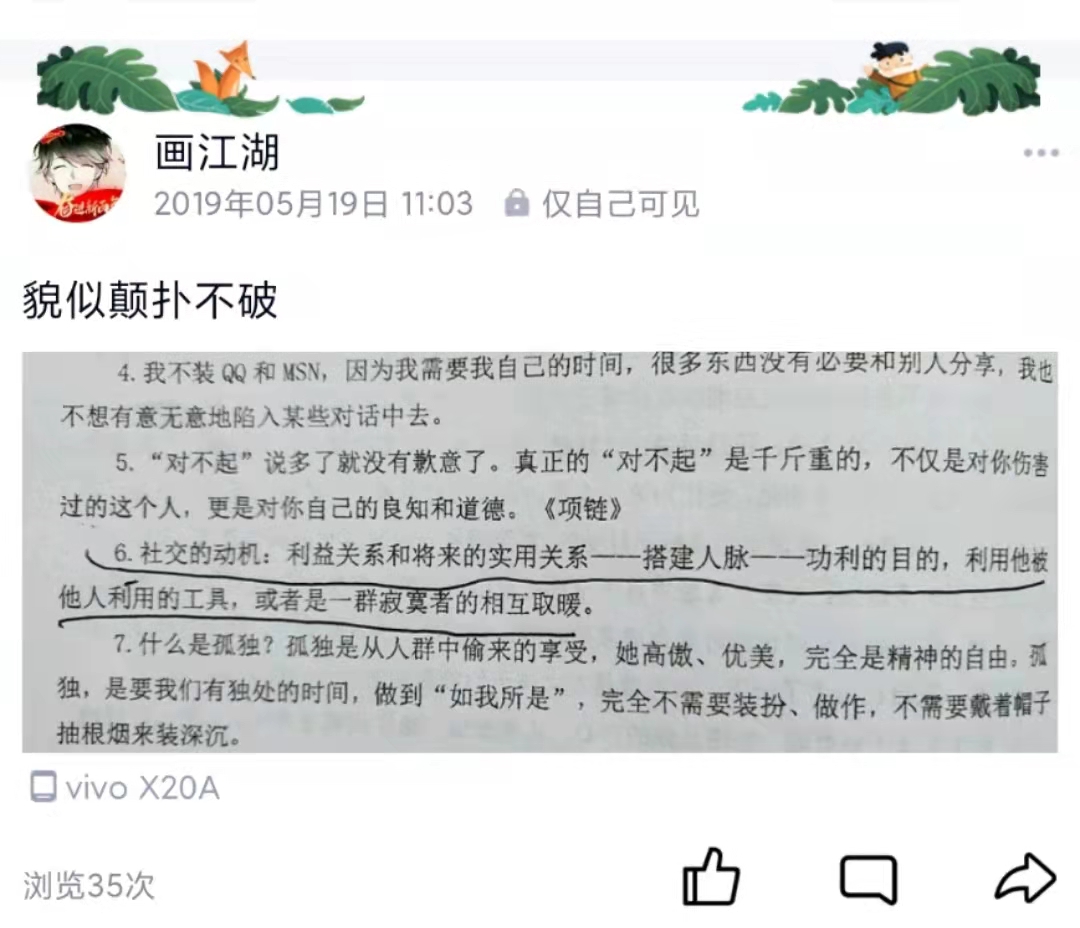 画江湖
2019年05月19日 11:03 仅自己可见
貌似颠扑不破
4.我不装QQ和MSN，因为我需要我自己的时间，很多东西没有必要和别人分享，我也
不想有意无意地陷入某些对话中去。
5.“对不起”说多了就没有歉意了。真正的“对不起”是千斤重的，不仅是对你伤害
过的这个人，更是对你自己的良知和道德。《项链》
6.社交的动机：利益关系和将来的实用关系——搭建人脉——功利的目的，利用他被
他人利用的工具，或者是一群寂寞者的相互取暖。
7.什么是孤独？孤独是从人群中偷来的享受，她高傲、优美，完全是精神的自由。孤
独，是要我们有独处的时间，做到“如我所是”，完全不需要装扮、做作，不需要戴着帽子
抽根烟来装深沉。
vivo X20A
浏览35次